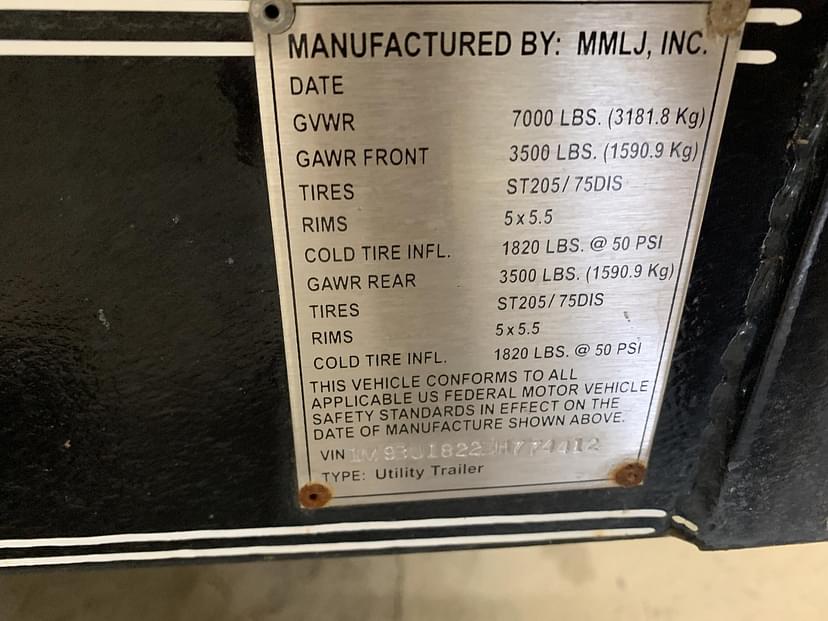 MANUFACTURED BY: MMLJ, INC.
DATE
GVWR 7000 LBS. (3181.8 Kg)
GAWR FRONT 3500 LBS. (1590.9 Kg)
TIRES ST205/75DIS
RIMS 5x5.5
COLD TIRE INFL. 1820 LBS. @ 50 PSI
GAWR REAR 3500 LBS. (1590.9 Kg)
TIRES ST205/75DIS
RIMS 5x5.5
COLD TIRE INFL. 1820 LBS. @ 50 PSI
THIS VEHICLE CONFORMS TO ALL
APPLICABLE US FEDERAL MOTOR VEHICLE
SAFETY STANDARDS IN EFFECT ON THE
DATE OF MANUFACTURE SHOWN ABOVE.
VIN
TYPE: Utility Trailer